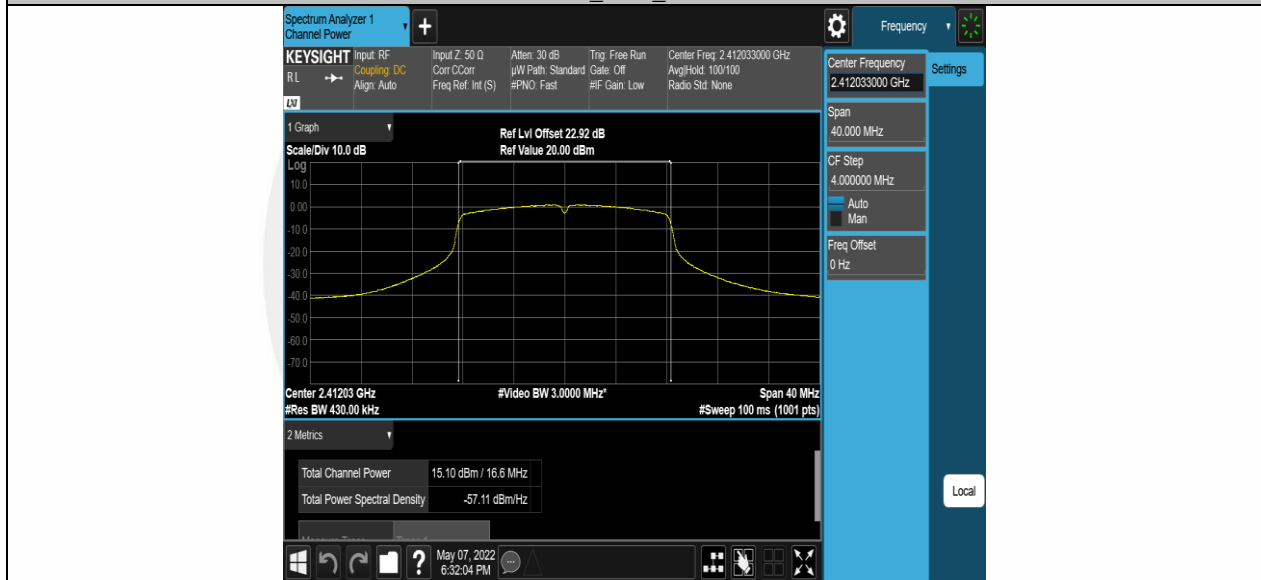 Spectrum Analyzer 1
Channel Power
+
Frequency
KEYSIGHT
RL
LXI
Input: RF
Coupling: DC
Align: Auto
Input Z: 50 Ω
Corr CCorr
Freq Ref: Int (S)
Atten: 30 dB
µW Path: Standard
#PNO: Fast
Trig: Free Run
Gate: Off
#IF Gain: Low
Center Freq: 2.412033000 GHz
Avg|Hold: 100/100
Radio Std: None
Center Frequency
2.412033000 GHz
Settings
Span
40.000 MHz
CF Step
4.000000 MHz
Auto
Man
Freq Offset
0 Hz
Local
1 Graph
Scale/Div 10.0 dB
Ref Lvl Offset 22.92 dB
Ref Value 20.00 dBm
Log
10.0
0.00
-10.0
-20.0
-30.0
-40.0
-50.0
-60.0
-70.0
Center 2.41203 GHz
#Video BW 3.0000 MHz*
Span 40 MHz
#Res BW 430.00 kHz
#Sweep 100 ms (1001 pts)
2 Metrics
Total Channel Power 15.10 dBm / 16.6 MHz
Total Power Spectral Density -57.11 dBm/Hz
?
May 07, 2022
6:32:04 PM